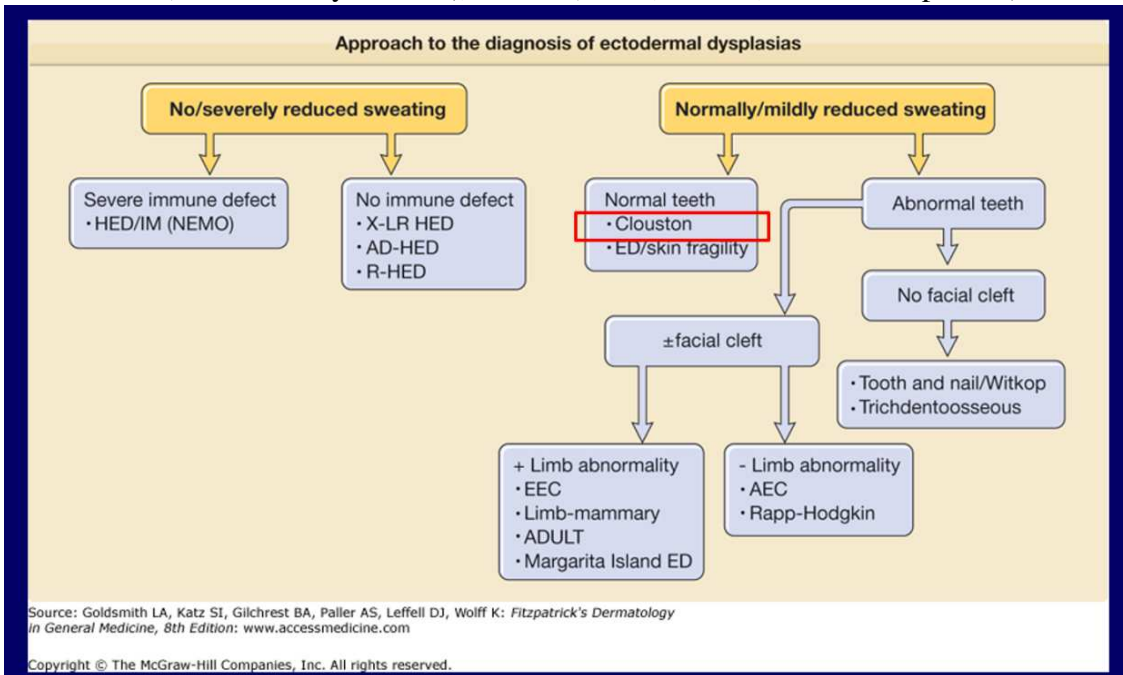 Approach to the diagnosis of ectodermal dysplasias
No/severely reduced sweating
Normally/mildly reduced sweating
Severe immune defect
·HED/IM (NEMO)
No immune defect
·X-LR HED
·AD-HED
·R-HED
Normal teeth
·Clouston
·ED/skin fragility
Abnormal teeth
No facial cleft
±facial cleft
·Tooth and nail/Witkop
·Trichdentoosseous
+ Limb abnormality
·EEC
·Limb-mammary
·ADULT
·Margarita Island ED
- Limb abnormality
·AEC
·Rapp-Hodgkin
Source: Goldsmith LA, Katz SI, Gilchrest BA, Paller AS, Leffell DJ, Wolff K: Fitzpatrick's Dermatology
in General Medicine, 8th Edition: www.accessmedicine.com
Copyright © The McGraw-Hill Companies, Inc. All rights reserved.